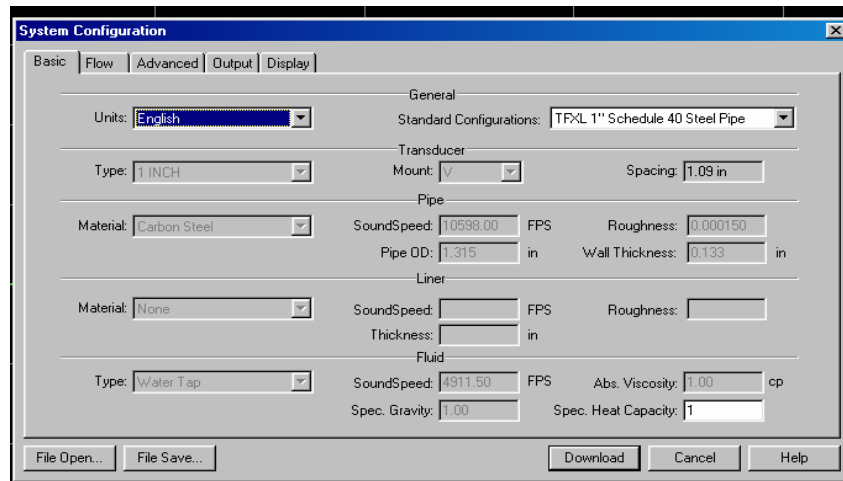 System Configuration
Basic Flow Advanced Output Display
General
Units: English Standard Configurations: TFXL 1" Schedule 40 Steel Pipe
Transducer
Type: 1 INCH Mount: V Spacing: 1.09 in
Pipe
Material: Carbon Steel SoundSpeed: 10598.00 FPS Roughness: 0.000150
Pipe OD: 1.315 in Wall Thickness: 0.133 in
Liner
Material: None SoundSpeed: FPS Roughness:
Thickness: in
Fluid
Type: Water Tap SoundSpeed: 4911.50 FPS Abs. Viscosity: 1.00 cp
Spec. Gravity: 1.00 Spec. Heat Capacity: 1
File Open... File Save... Download Cancel Help